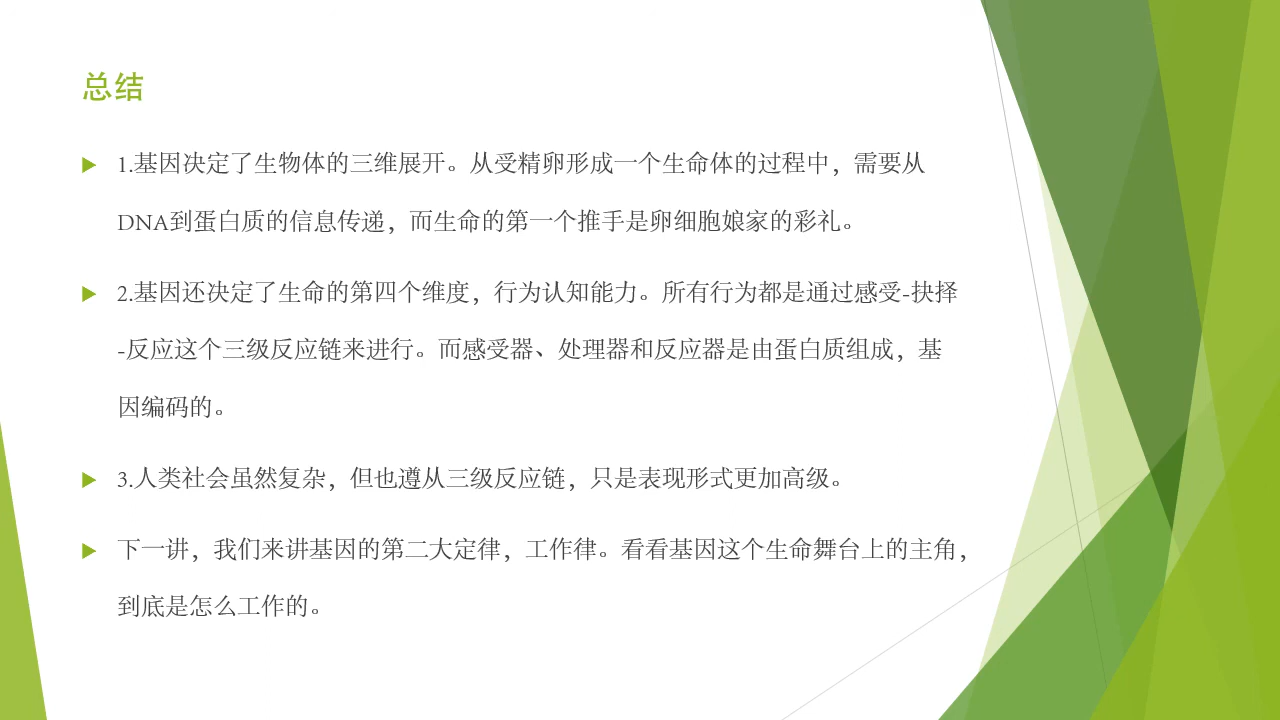 总结
1.基因决定了生物体的三维展开。从受精卵形成一个生命体的过程中，需要从
DNA到蛋白质的信息传递，而生命的第一个推手是卵细胞娘家的彩礼。
2.基因还决定了生命的第四个维度，行为认知能力。所有行为都是通过感受-抉择
-反应这个三级反应链来进行。而感受器、处理器和反应器是由蛋白质组成，基
因编码的。
3.人类社会虽然复杂，但也遵从三级反应链，只是表现形式更加高级。
下一讲，我们来讲基因的第二大定律，工作律。看看基因这个生命舞台上的主角，
到底是怎么工作的。